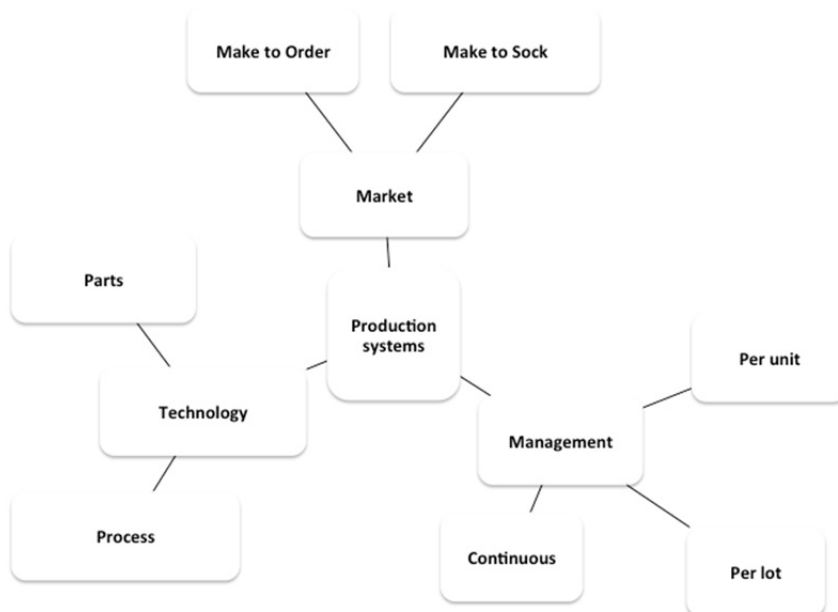 Make to Order
Make to Sock
Market
Parts
Production
systems
Per unit
Technology
Management
Process
Continuous
Per lot